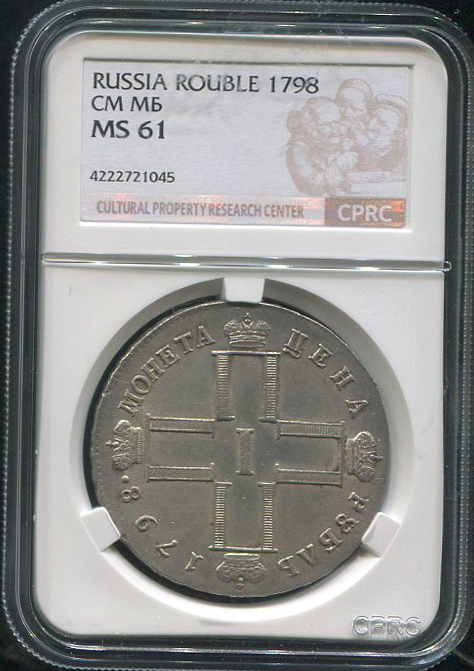 RUSSIA ROUBLE 1798
СМ МБ
MS 61
4222721045
CULTURAL PROPERTY RESEARCH CENTER
CPRC
МОНЕТА ЦЕНА РУБЛЬ 1798.
I
CPRC